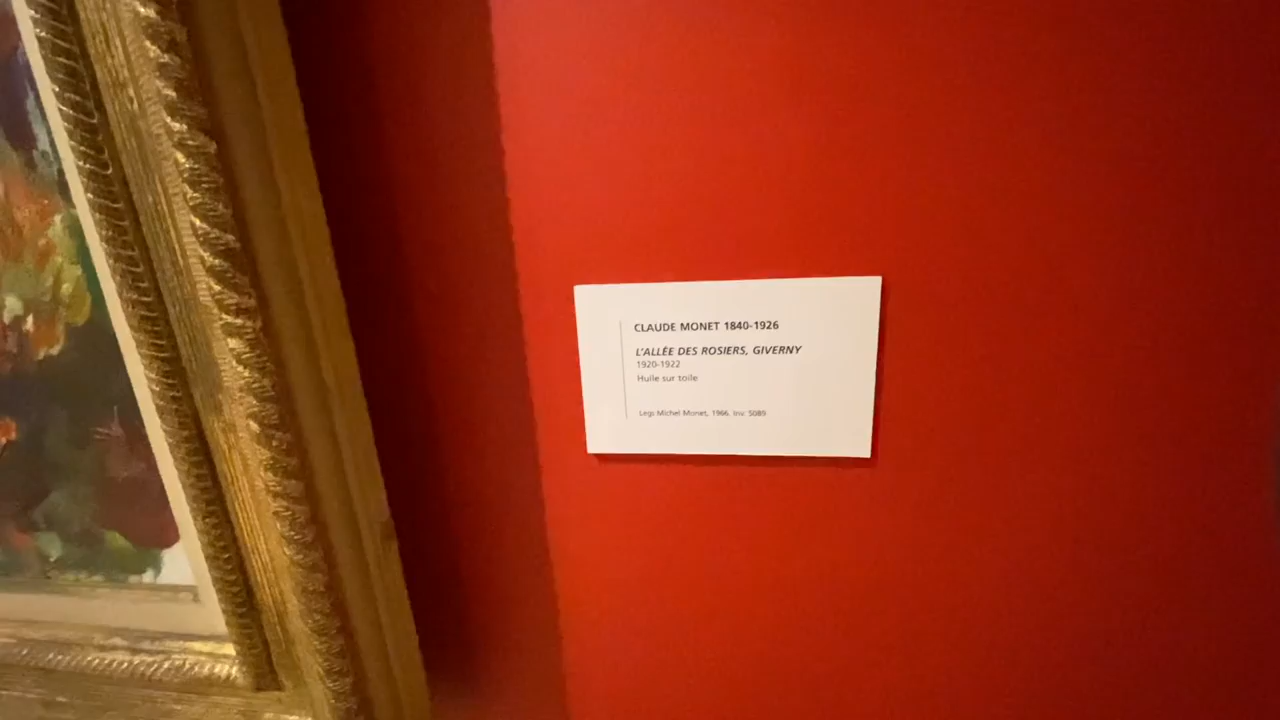 CLAUDE MONET 1840-1926
L'ALLÉE DES ROSIERS, GIVERNY
1920-1922
Huile sur toile
Legs Michel Monet, 1966. Inv. 5089